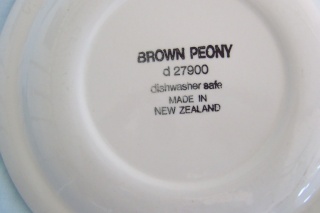 BROWN PEONY
d 27900
dishwasher safe
MADE IN
NEW ZEALAND